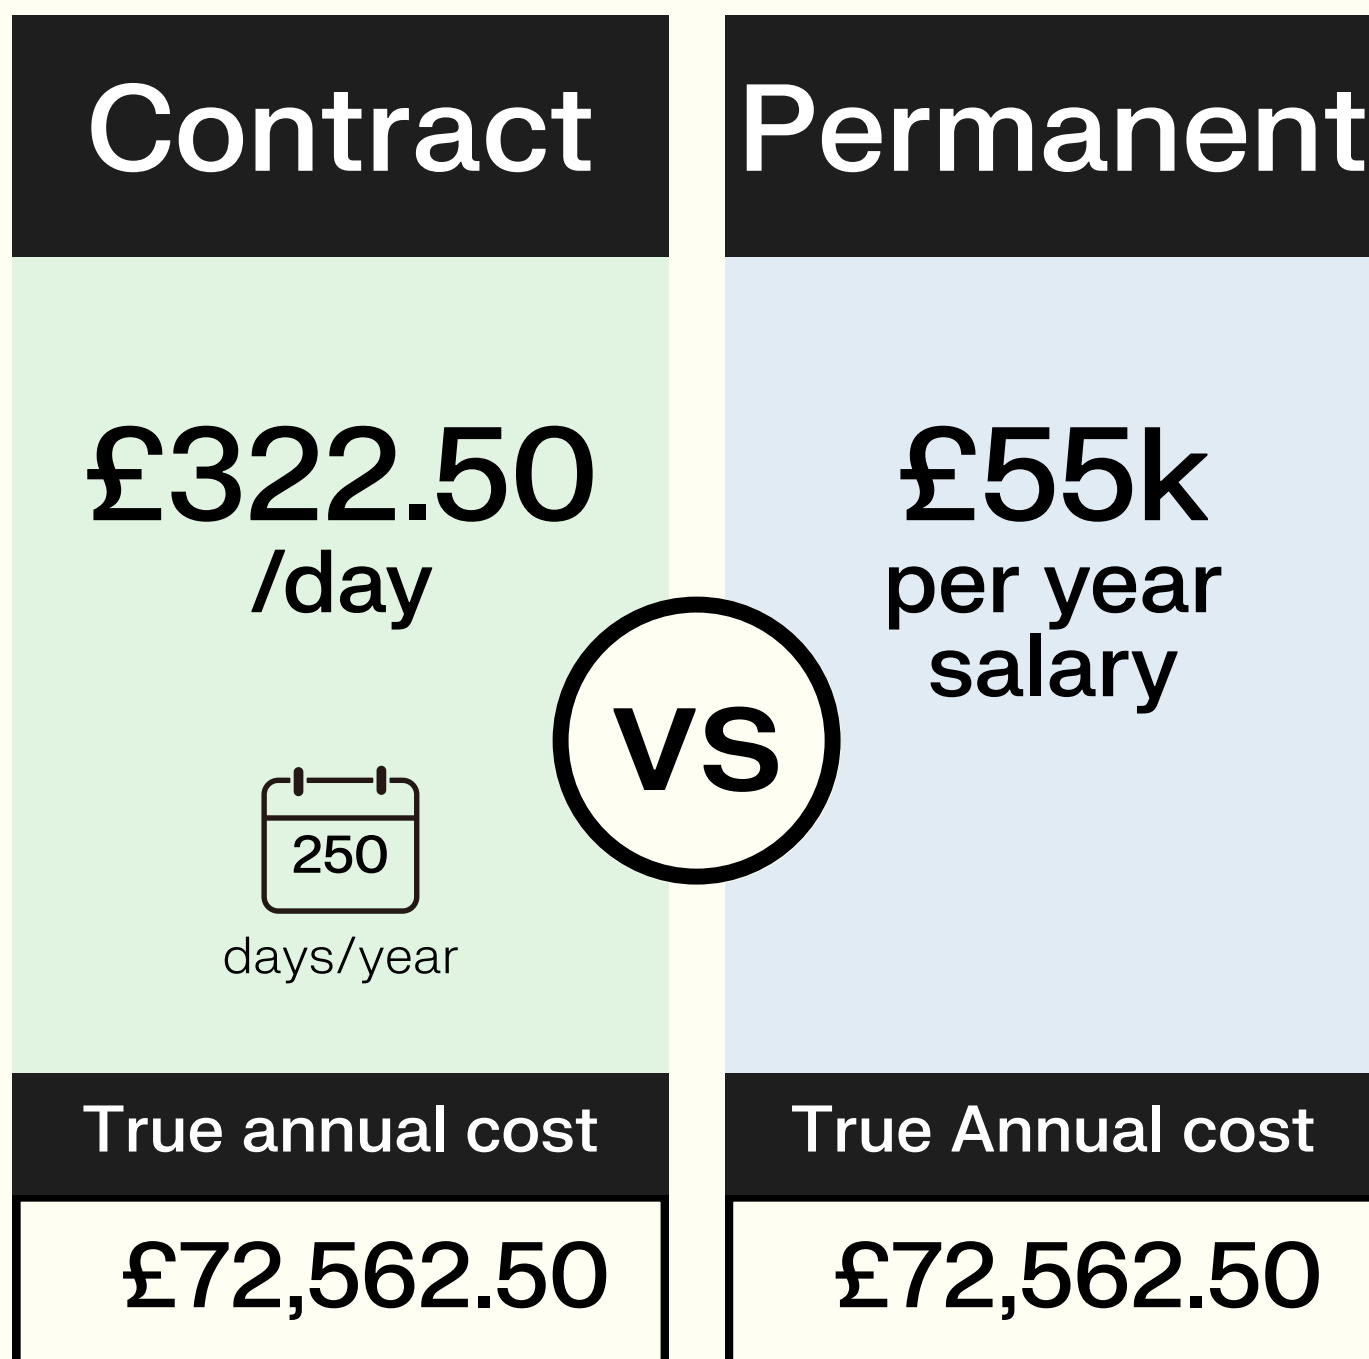 Contract
£322.50
/day
250
days/year
True annual cost
£72,562.50
vs
Permanent
£55k
per year
salary
True Annual cost
£72,562.50